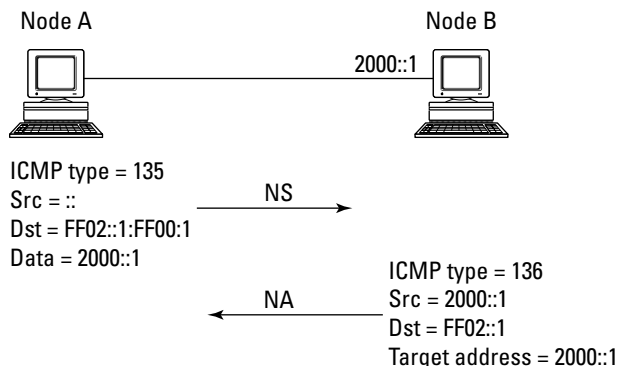 Node A
Node B
2000::1
ICMP type = 135
Src = ::
Dst = FF02::1:FF00:1
Data = 2000::1
NS
ICMP type = 136
Src = 2000::1
Dst = FF02::1
Target address = 2000::1
NA